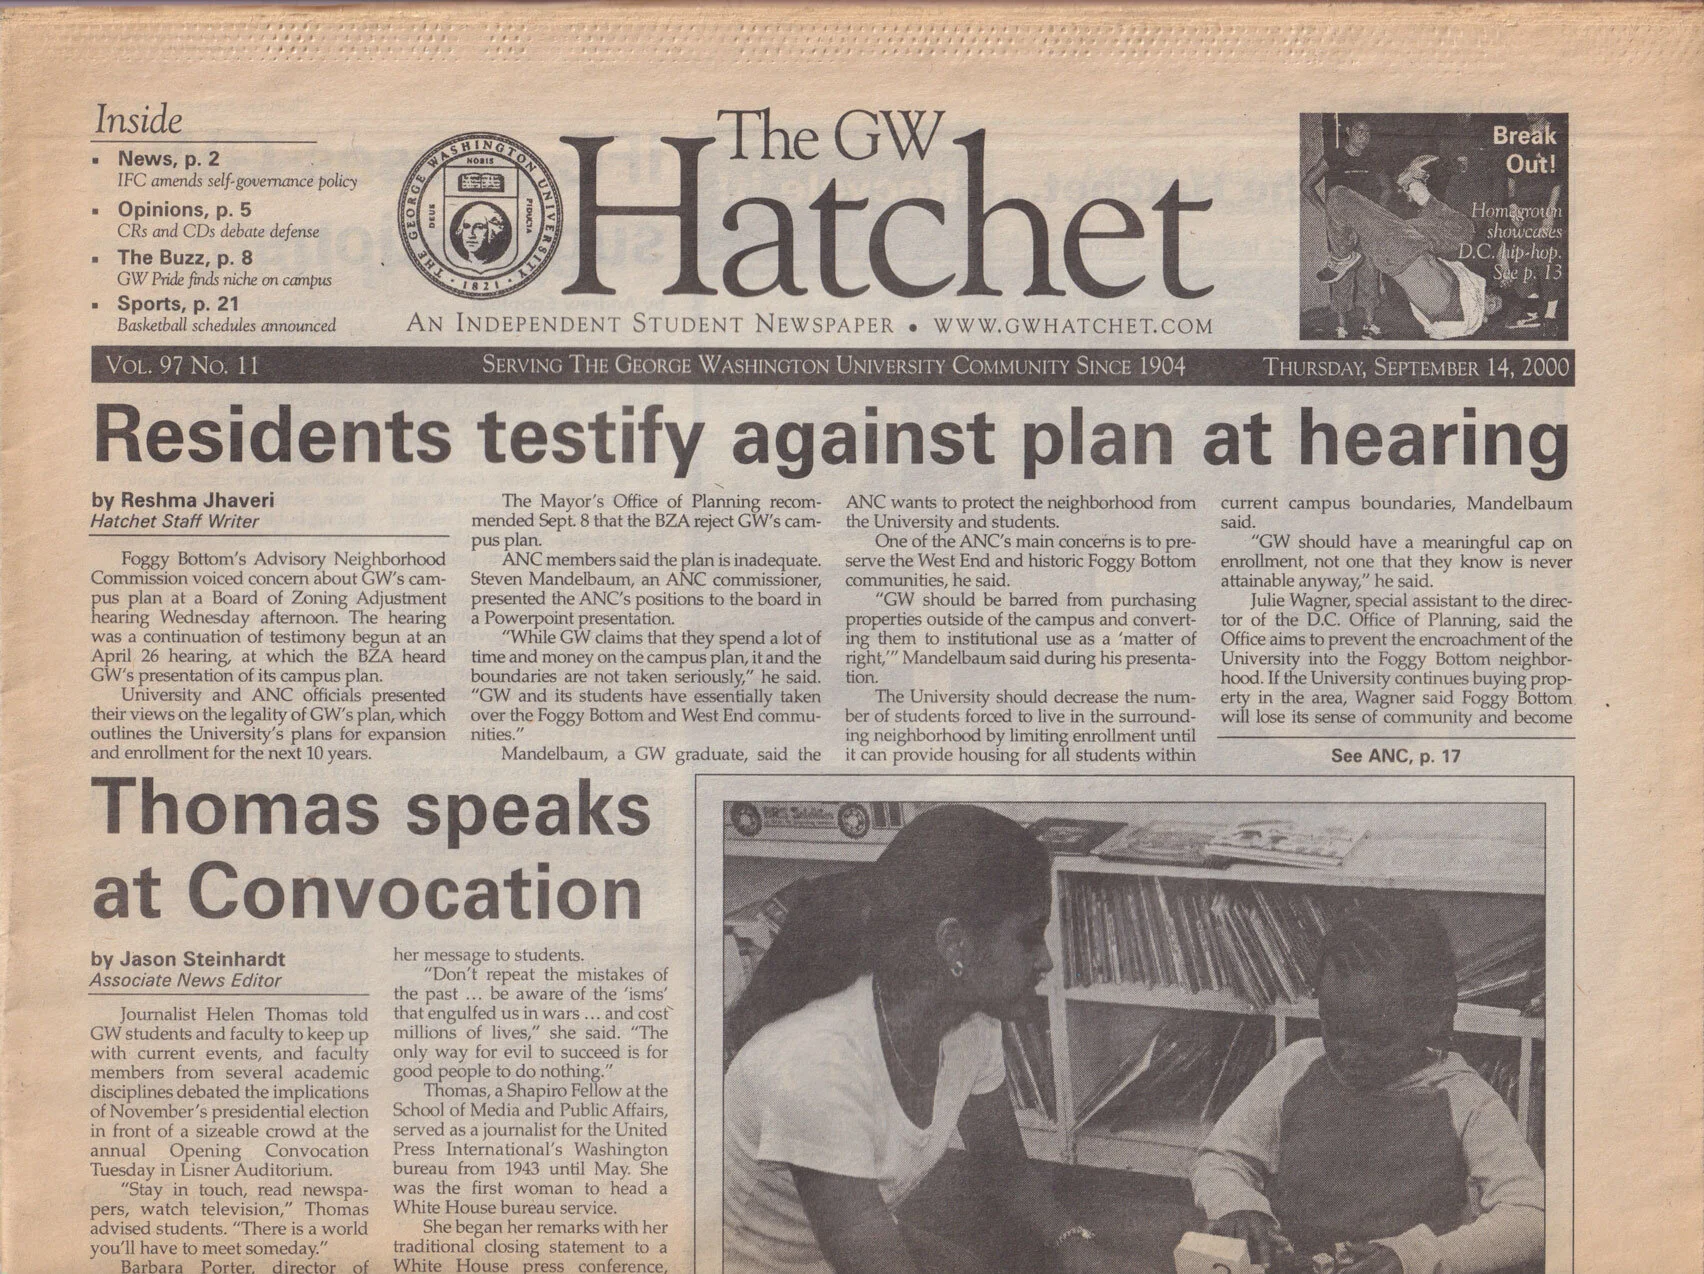 Inside
▪ News, p. 2
IFC amends self-governance policy
▪ Opinions, p. 5
CRs and CDs debate defense
▪ The Buzz, p. 8
GW Pride finds niche on campus
▪ Sports, p. 21
Basketball schedules announced
THE GEORGE WASHINGTON UNIVERSITY
DEUS NOBIS FIDUCIA
· 1821 ·
The GW
Hatchet
AN INDEPENDENT STUDENT NEWSPAPER • WWW.GWHATCHET.COM
Break
Out!
Homegrown
showcases
D.C. hip-hop.
See p. 13
VOL. 97 NO. 11 SERVING THE GEORGE WASHINGTON UNIVERSITY COMMUNITY SINCE 1904 THURSDAY, SEPTEMBER 14, 2000
Residents testify against plan at hearing
by Reshma Jhaveri
Hatchet Staff Writer
Foggy Bottom's Advisory Neighborhood
Commission voiced concern about GW's cam-
pus plan at a Board of Zoning Adjustment
hearing Wednesday afternoon. The hearing
was a continuation of testimony begun at an
April 26 hearing, at which the BZA heard
GW's presentation of its campus plan.
University and ANC officials presented
their views on the legality of GW's plan, which
outlines the University's plans for expansion
and enrollment for the next 10 years.
The Mayor's Office of Planning recom-
mended Sept. 8 that the BZA reject GW's cam-
pus plan.
ANC members said the plan is inadequate.
Steven Mandelbaum, an ANC commissioner,
presented the ANC's positions to the board in
a Powerpoint presentation.
"While GW claims that they spend a lot of
time and money on the campus plan, it and the
boundaries are not taken seriously," he said.
"GW and its students have essentially taken
over the Foggy Bottom and West End commu-
nities."
Mandelbaum, a GW graduate, said the
ANC wants to protect the neighborhood from
the University and students.
One of the ANC's main concerns is to pre-
serve the West End and historic Foggy Bottom
communities, he said.
"GW should be barred from purchasing
properties outside of the campus and convert-
ing them to institutional use as a 'matter of
right,'" Mandelbaum said during his presenta-
tion.
The University should decrease the num-
ber of students forced to live in the surround-
ing neighborhood by limiting enrollment until
it can provide housing for all students within
current campus boundaries, Mandelbaum
said.
"GW should have a meaningful cap on
enrollment, not one that they know is never
attainable anyway," he said.
Julie Wagner, special assistant to the direc-
tor of the D.C. Office of Planning, said the
Office aims to prevent the encroachment of the
University into the Foggy Bottom neighbor-
hood. If the University continues buying prop-
erty in the area, Wagner said Foggy Bottom
will lose its sense of community and become
See ANC, p. 17
Thomas speaks
at Convocation
by Jason Steinhardt
Associate News Editor
Journalist Helen Thomas told
GW students and faculty to keep up
with current events, and faculty
members from several academic
disciplines debated the implications
of November's presidential election
in front of a sizeable crowd at the
annual Opening Convocation
Tuesday in Lisner Auditorium.
"Stay in touch, read newspa-
pers, watch television," Thomas
advised students. "There is a world
you'll have to meet someday."
Barbara Porter, director of
her message to students.
"Don't repeat the mistakes of
the past ... be aware of the 'isms'
that engulfed us in wars ... and cost
millions of lives," she said. "The
only way for evil to succeed is for
good people to do nothing."
Thomas, a Shapiro Fellow at the
School of Media and Public Affairs,
served as a journalist for the United
Press International's Washington
bureau from 1943 until May. She
was the first woman to head a
White House bureau service.
She began her remarks with her
traditional closing statement to a
White House press conference,